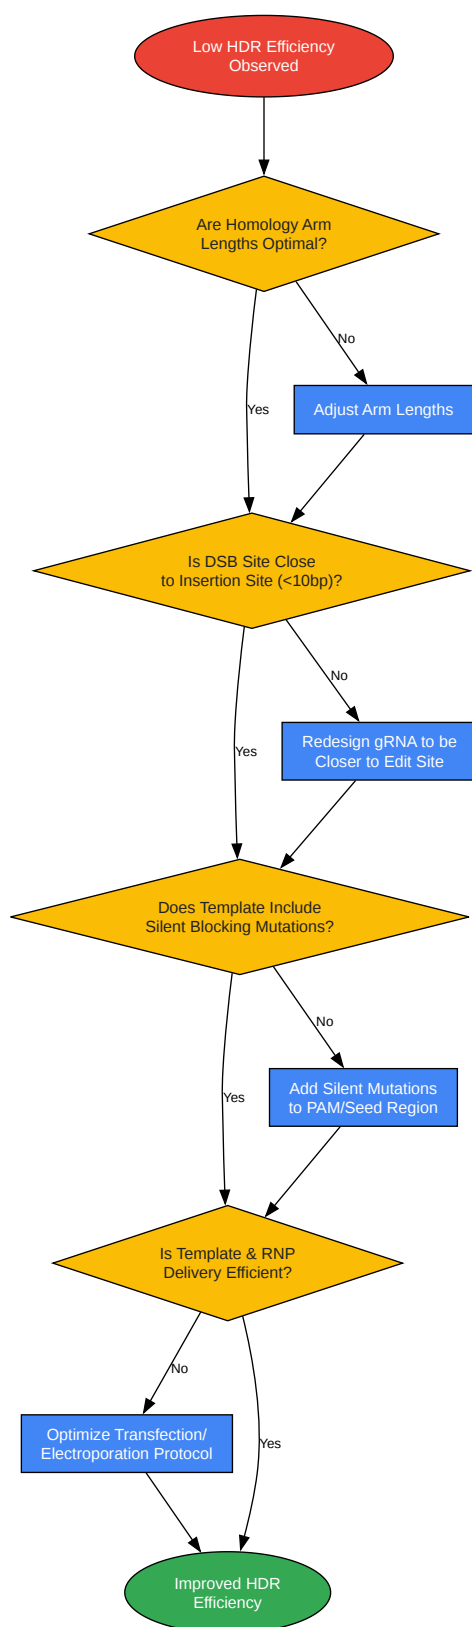 Low HDR Efficiency
Observed
Are Homology Arm
Lengths Optimal?
No
Yes
Adjust Arm Lengths
Is DSB Site Close
to Insertion Site (<10bp)?
No
Yes
Redesign gRNA to be
Closer to Edit Site
Does Template Include
Silent Blocking Mutations?
No
Yes
Add Silent Mutations
to PAM/Seed Region
Is Template & RNP
Delivery Efficient?
No
Optimize Transfection/
Electroporation Protocol
Yes
Improved HDR
Efficiency